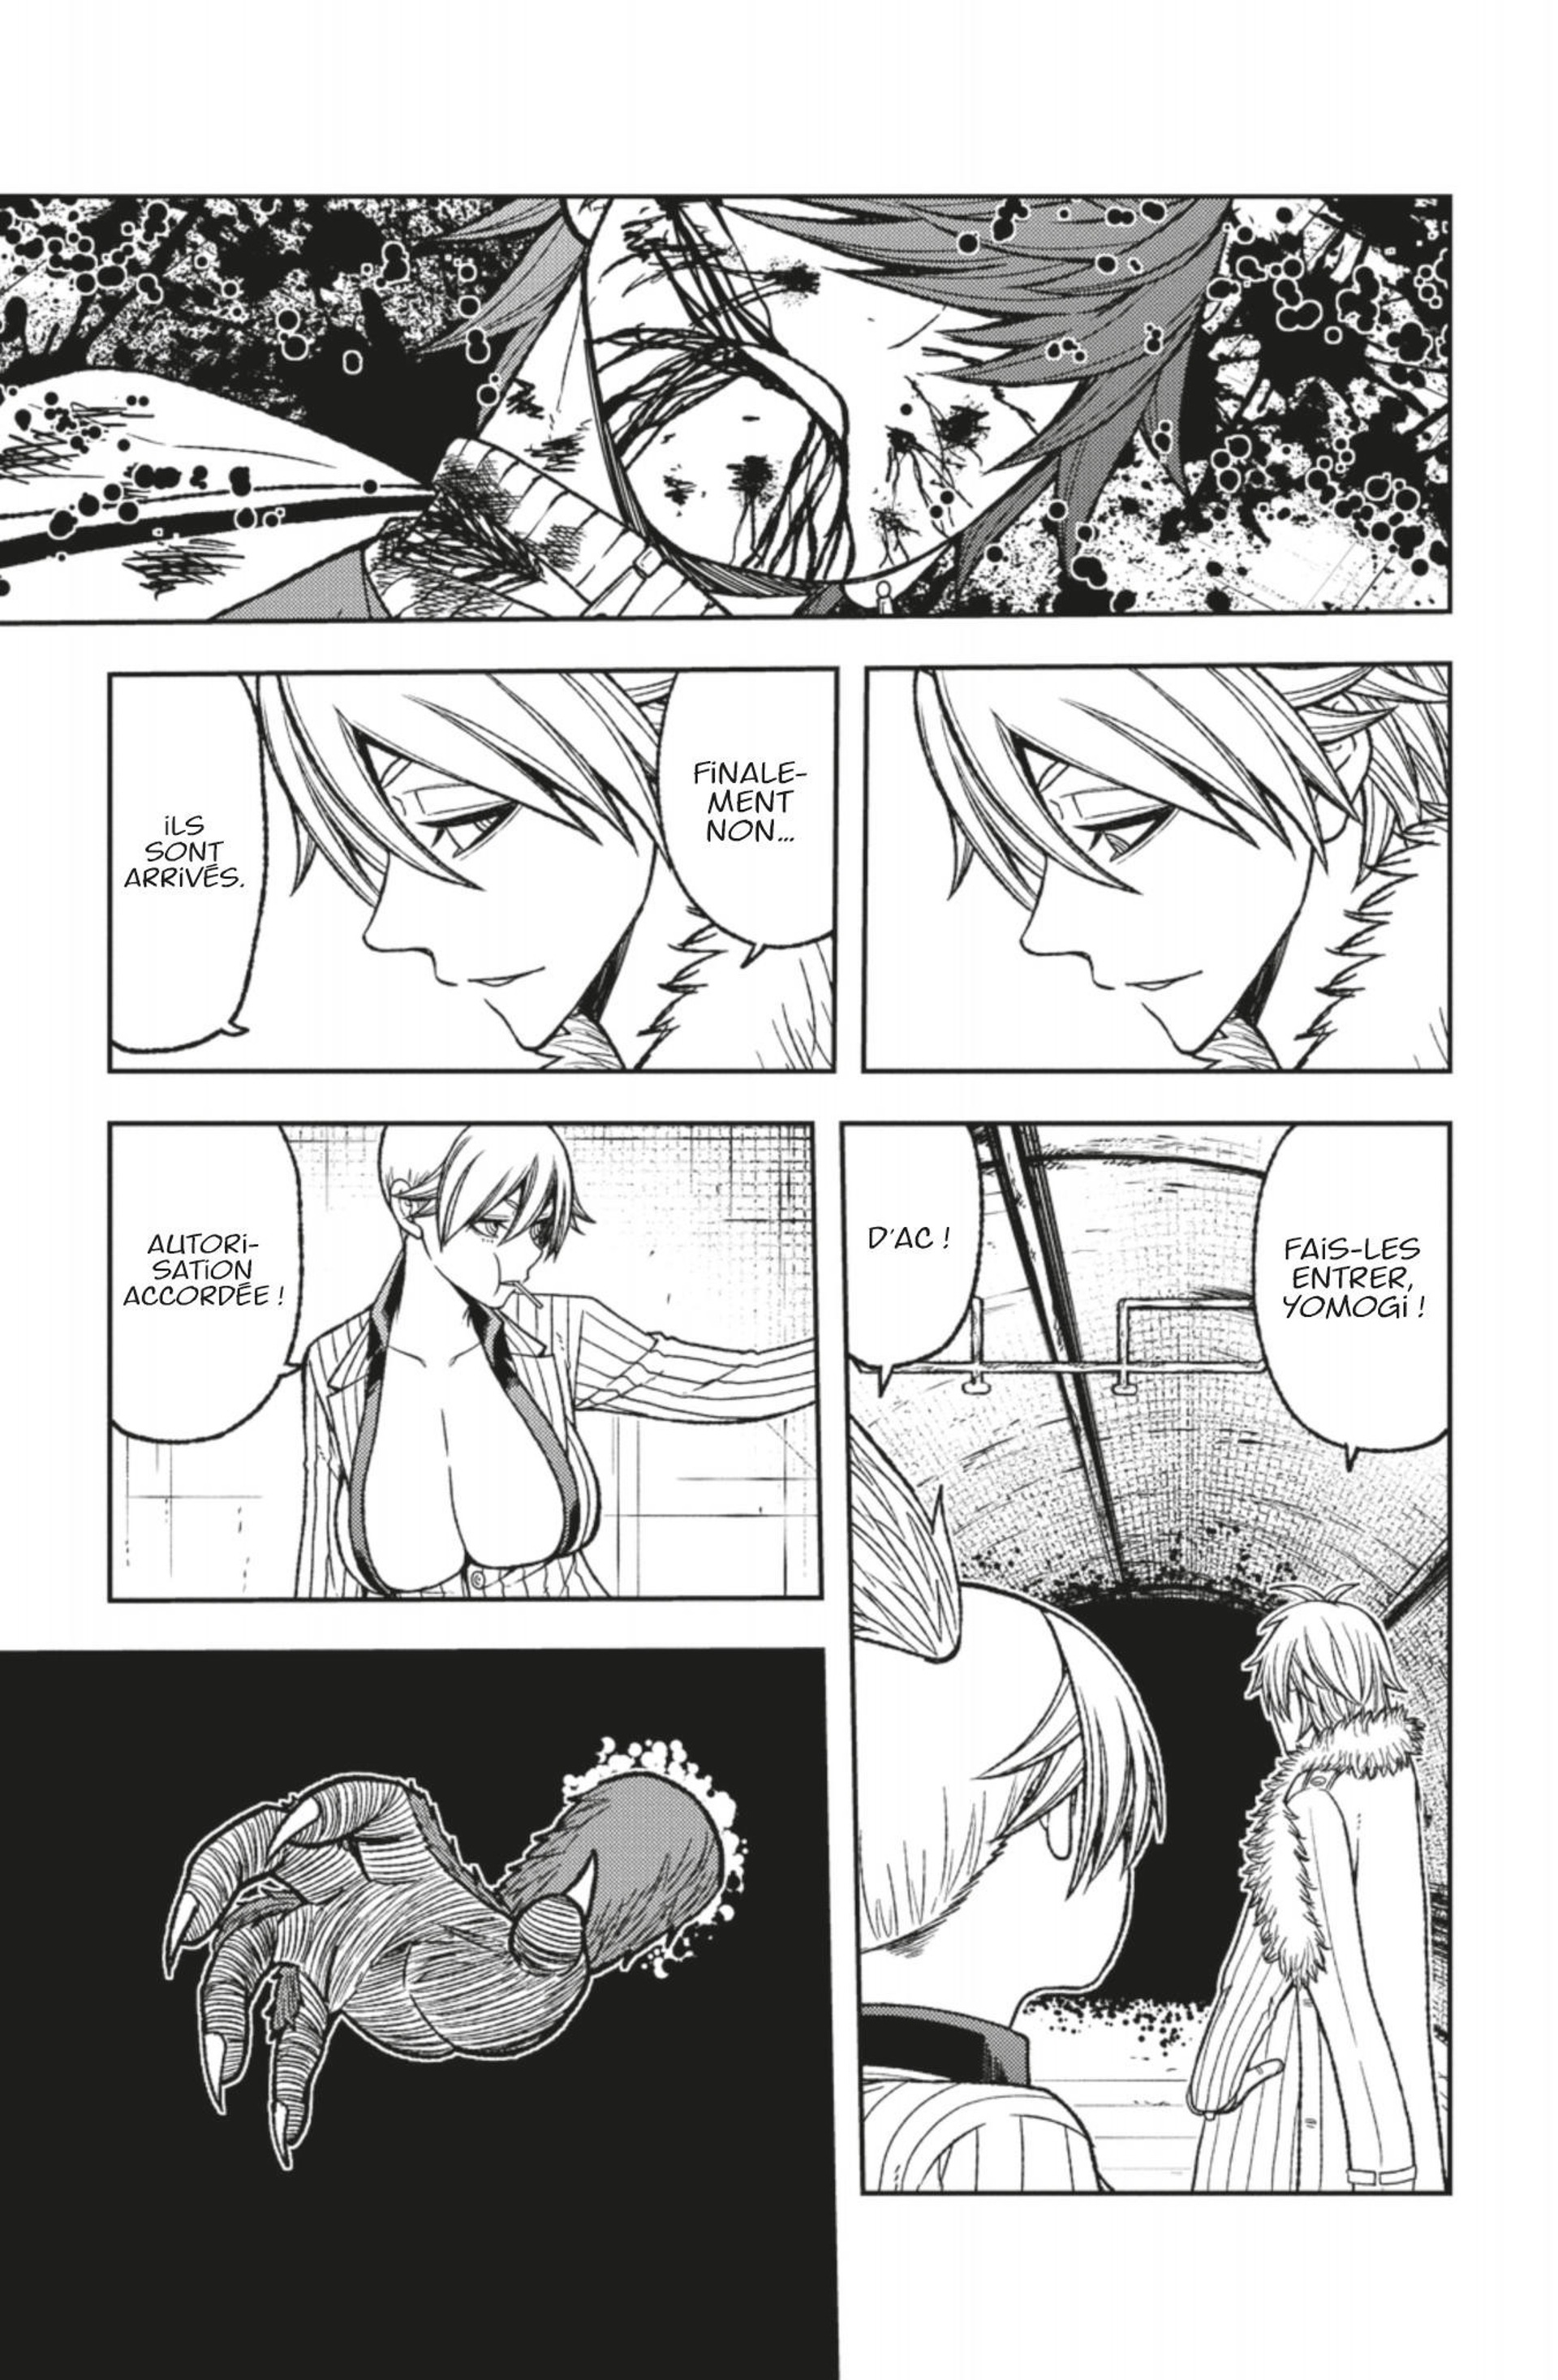 FINALE-
MENT
NON...
ILS
SONT
ARRIVÉS.
FAIS-LES
ENTRER,
YOMOGI !
D'AC !
AUTORI-
SATION
ACCORDÉE !